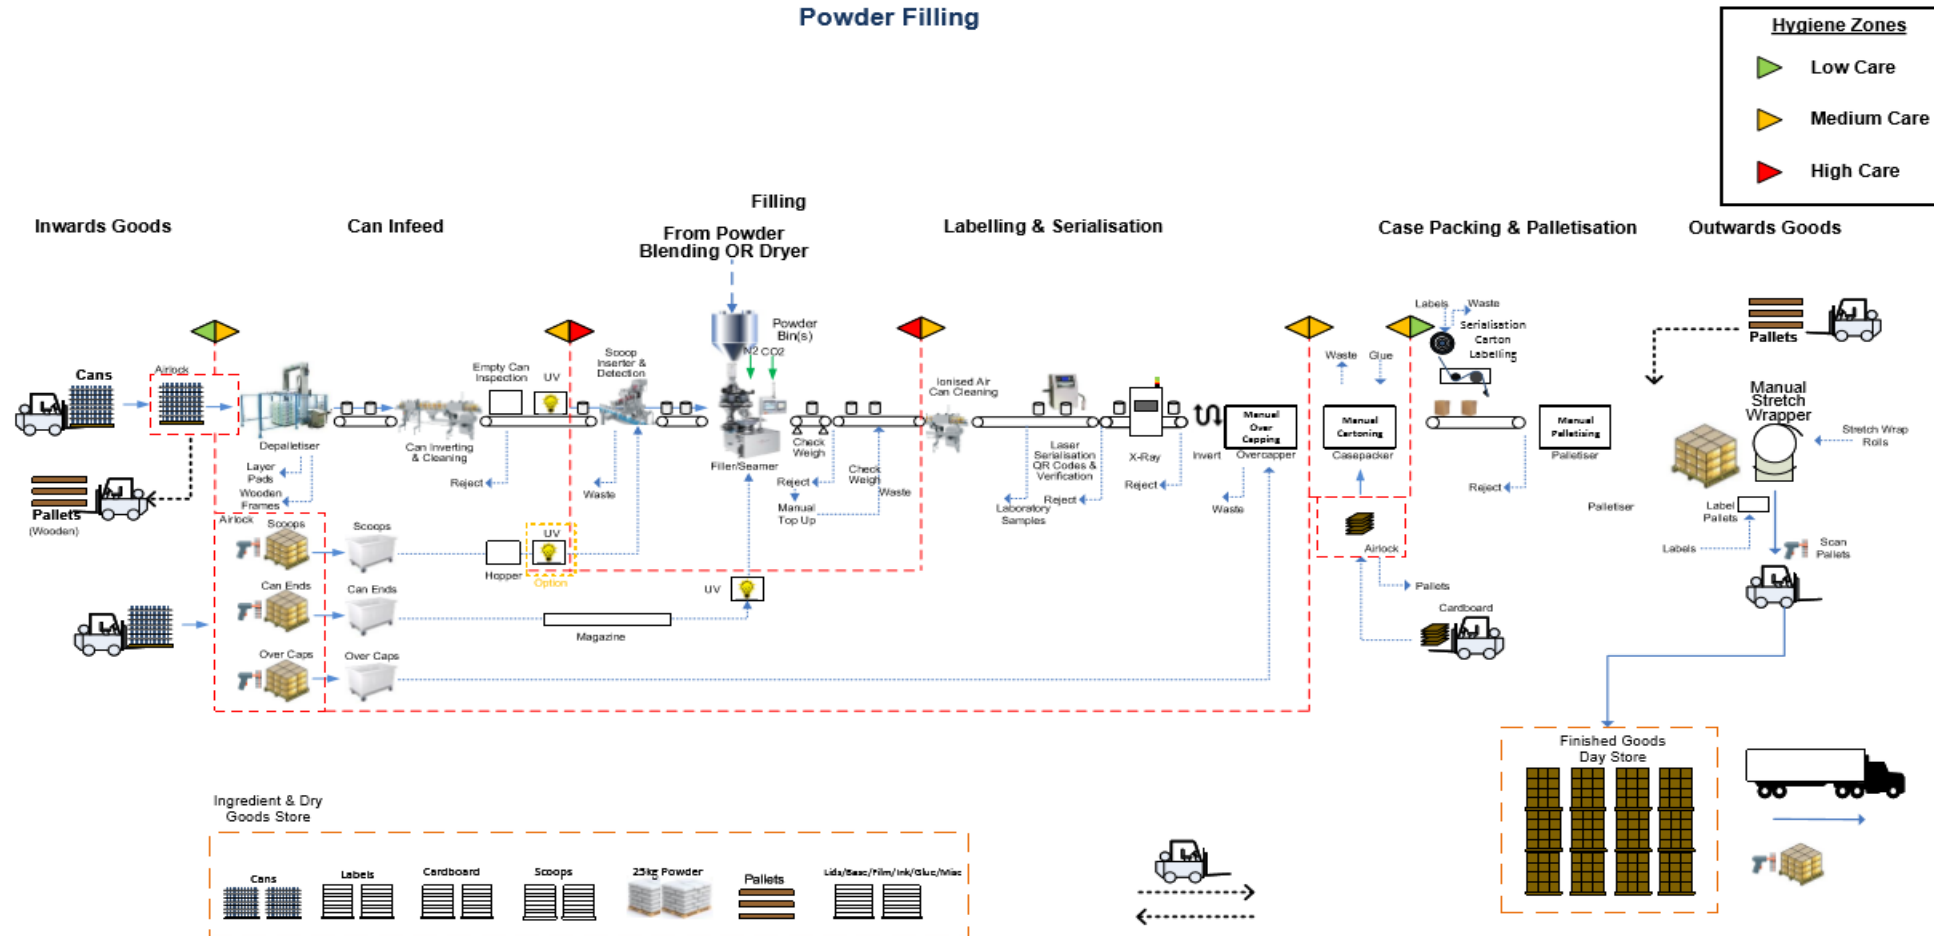 Powder Filling
Hygiene Zones
Low Care
Medium Care
High Care
Inwards Goods
Can Infeed
Filling
From Powder
Blending OR Dryer
Labelling & Serialisation
Case Packing & Palletisation
Outwards Goods
Cans
Airlock
Depalletiser
Layer
Pads
Wooden
Frames
Pallets
(Wooden)
Can Inverting
& Cleaning
Empty Can
Inspection
UV
Reject
Scoop
Inserter &
Detection
Waste
Powder
Bin(s)
N2
CO2
Filler/Seamer
Check
Weigh
Reject
Manual
Top Up
Check
Weigh
Waste
Ionised Air
Can Cleaning
Laser
Serialisation
QR Codes &
Verification
Laboratory
Samples
Reject
X-Ray
Reject
Invert
Manual
Over
Capping
Overcapper
Waste
Waste
Glue
Manual
Cartoning
Casepacker
Airlock
Pallets
Cardboard
Labels
Waste
Serialisation
Carton
Labelling
Reject
Manual
Palletizing
Palletiser
Palletiser
Pallets
Manual
Stretch
Wrapper
Stretch Wrap
Rolls
Label
Pallets
Labels
Scan
Pallets
Airlock
Scoops
Scoops
Hopper
UV
Option
Can Ends
Can Ends
Magazine
UV
Over Caps
Over Caps
Finished Goods
Day Store
Ingredient & Dry
Goods Store
Cans
Labels
Cardboard
Scoops
25kg Powder
Pallets
Lids/Base/Film/Ink/Glue/Misc